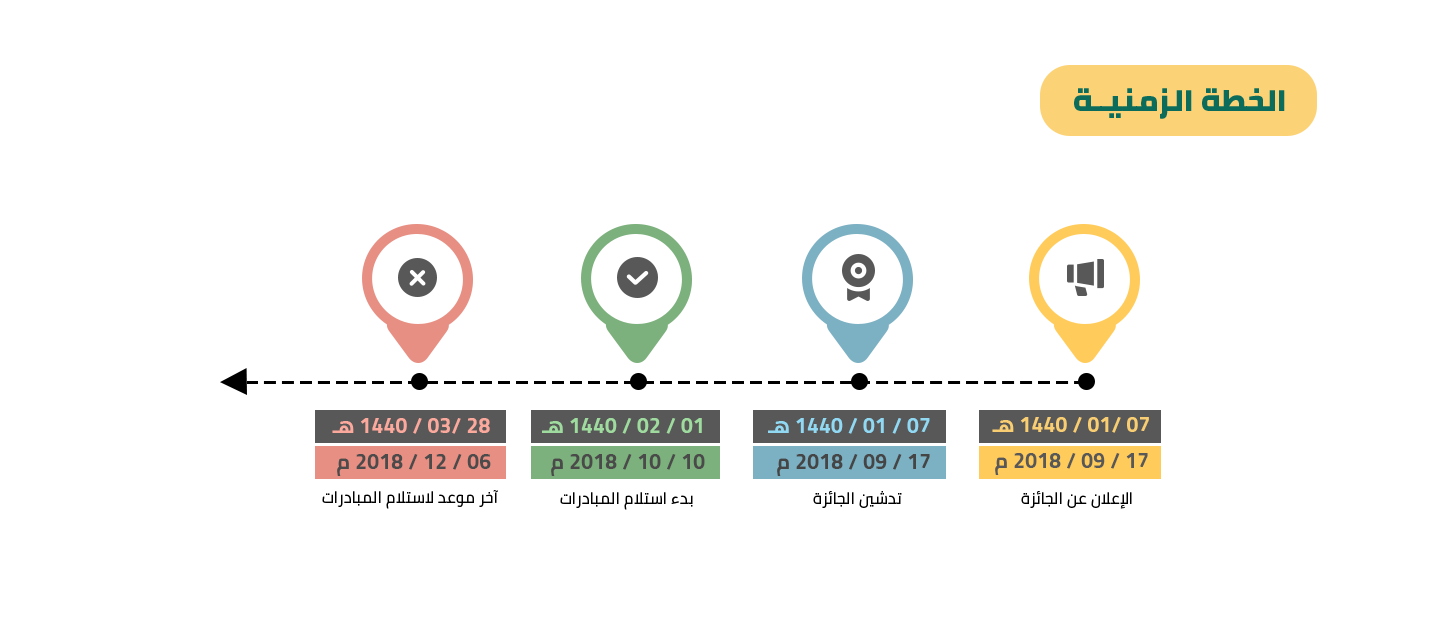 الخطة الزمنيــة
07 / 01/ 1440 هـ
17 / 09 / 2018 م
الإعلان عن الجائزة
07 / 01 / 1440 هـ
17 / 09 / 2018 م
تدشين الجائزة
01 / 02 / 1440 هـ
10 / 10 / 2018 م
بدء استلام المبادرات
28 /03 / 1440 هـ
06 / 12 / 2018 م
آخر موعد لاستلام المبادرات